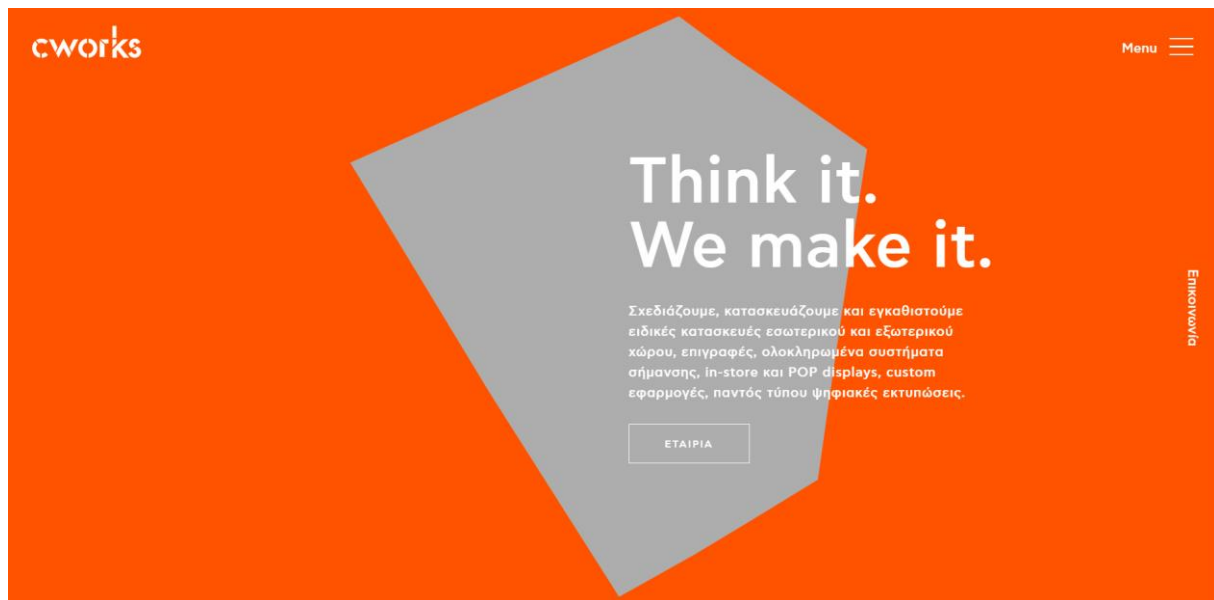 cworks
Menu
Think it.
We make it.
Σχεδιάζουμε, κατασκευάζουμε και εγκαθιστούμε
ειδικές κατασκευές εσωτερικού και εξωτερικού
χώρου, επιγραφές, ολοκληρωμένα συστήματα
σήμανσης, in-store και POP displays, custom
εφαρμογές, παντός τύπου ψηφιακές εκτυπώσεις.
ΕΤΑΙΡΙΑ
Επικοινωνία